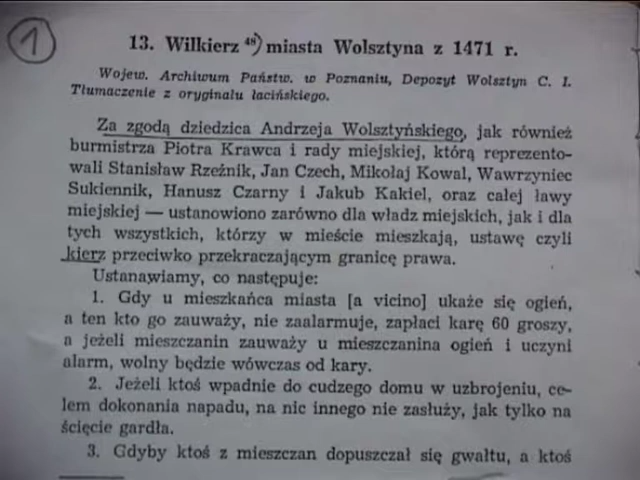 1
13. Wilkierz ⁴⁸) miasta Wolsztyna z 1471 r.
Wojew. Archiwum Państw. w Poznaniu, Depozyt Wolsztyn C. I.
Tłumaczenie z oryginału łacińskiego.
Za zgodą dziedzica Andrzeja Wolsztyńskiego, jak również
burmistrza Piotra Krawca i rady miejskiej, którą reprezento-
wali Stanisław Rzeźnik, Jan Czech, Mikołaj Kowal, Wawrzyniec
Sukiennik, Hanusz Czarny i Jakub Kakiel, oraz całej ławy
miejskiej — ustanowiono zarówno dla władz miejskich, jak i dla
tych wszystkich, którzy w mieście mieszkają, ustawę czyli
kierz przeciwko przekraczającym granicę prawa.
Ustanawiamy, co następuje:
1. Gdy u mieszkańca miasta [a vicino] ukaże się ogień,
a ten kto go zauważy, nie zaalarmuje, zapłaci karę 60 groszy,
a jeżeli mieszczanin zauważy u mieszczanina ogień i uczyni
alarm, wolny będzie wówczas od kary.
2. Jeżeli ktoś wpadnie do cudzego domu w uzbrojeniu, ce-
lem dokonania napadu, na nic innego nie zasłuży, jak tylko na
ścięcie gardła.
3. Gdyby ktoś z mieszczan dopuszczał się gwałtu, a ktoś